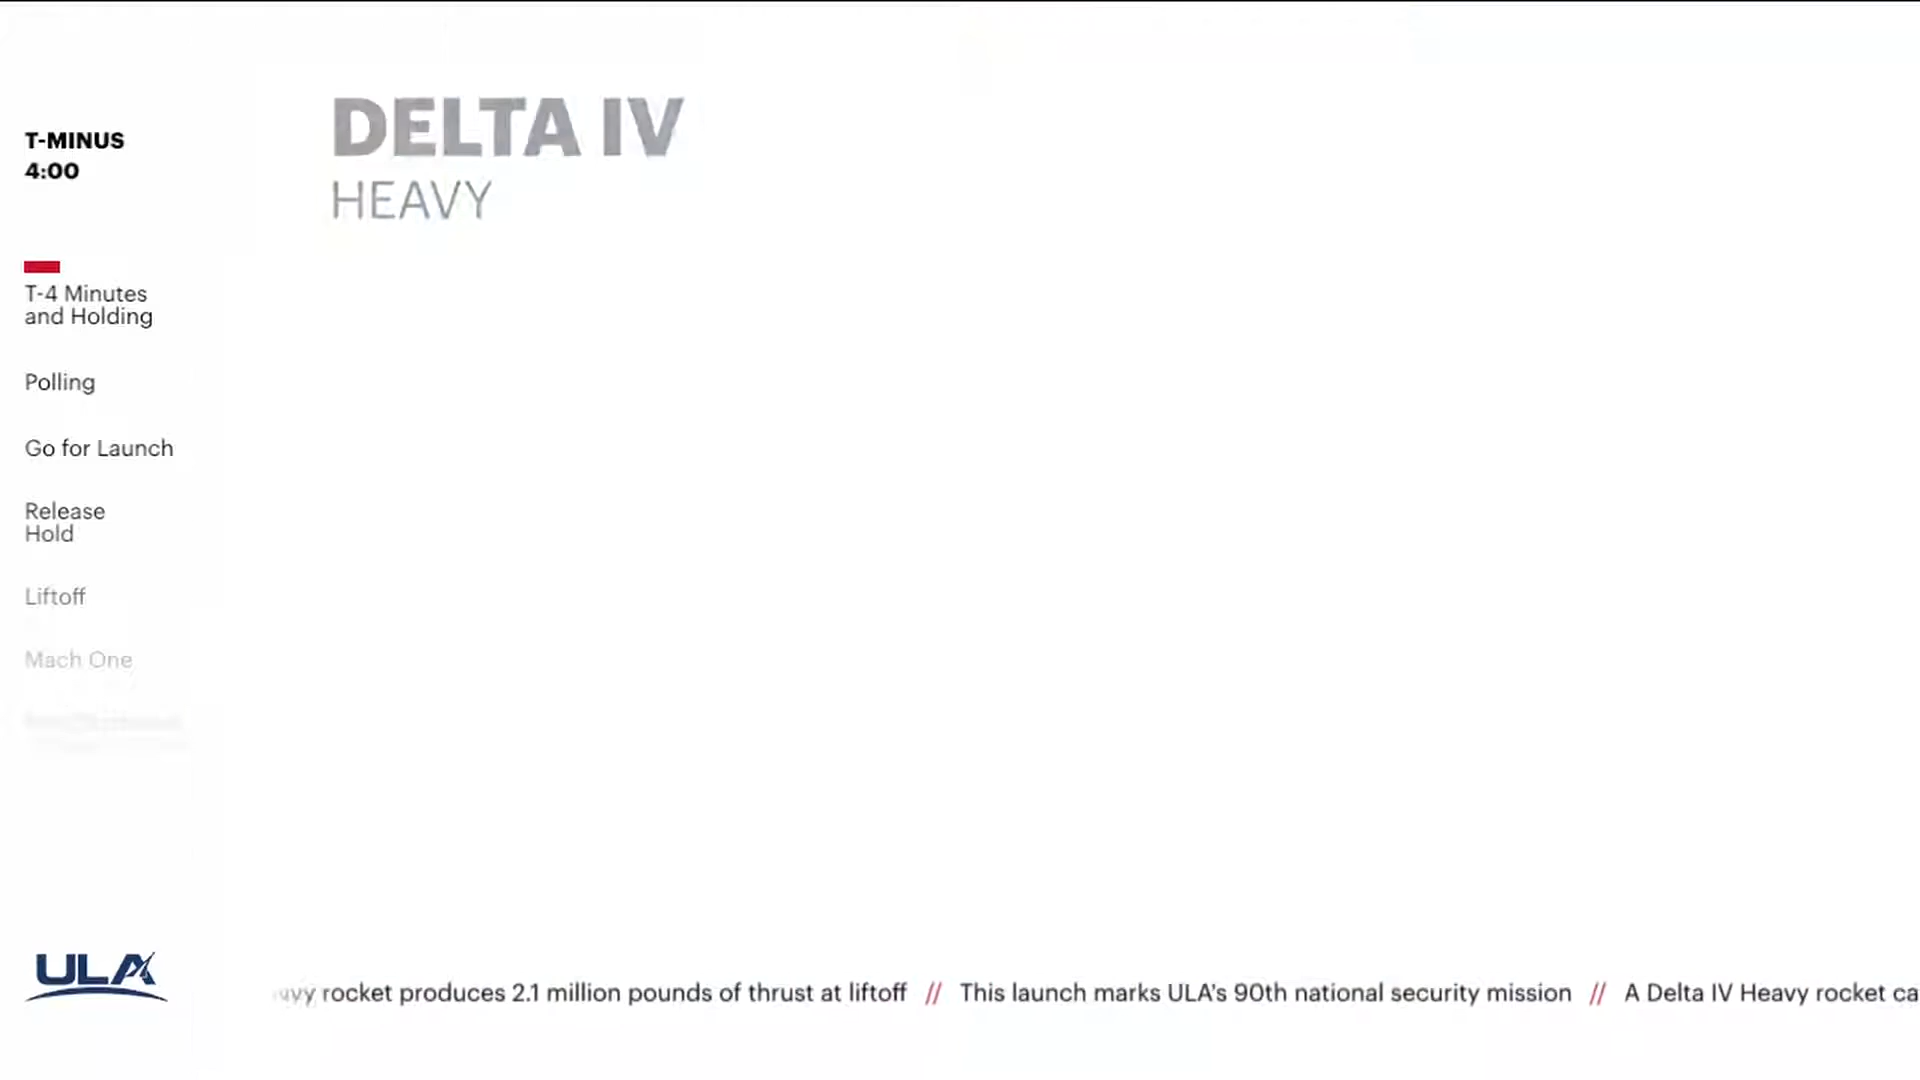 DELTA IV
HEAVY
T-MINUS
4:00
T-4 Minutes
and Holding
Polling
Go for Launch
Release
Hold
Liftoff
Mach One
ULA
rocket produces 2.1 million pounds of thrust at liftoff // This launch marks ULA's 90th national security mission // A Delta IV Heavy rocket ca